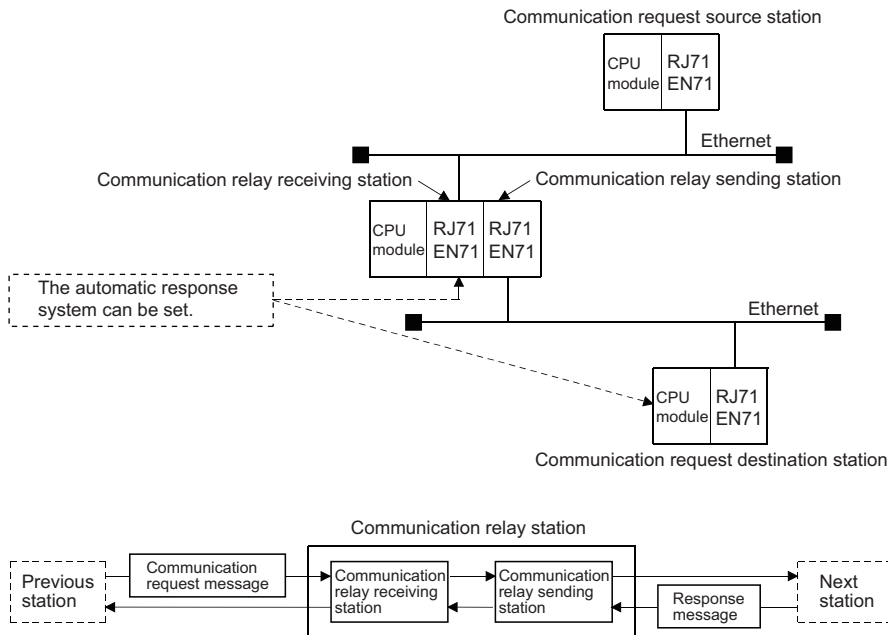 Communication request source station
CPU
module
RJ71
EN71
Ethernet
Communication relay receiving station
Communication relay sending station
CPU
module
RJ71
EN71
RJ71
EN71
The automatic response
system can be set.
Ethernet
CPU
module
RJ71
EN71
Communication request destination station
Communication relay station
Previous
station
Communication
request message
Communication
relay receiving
station
Communication
relay sending
station
Response
message
Next
station